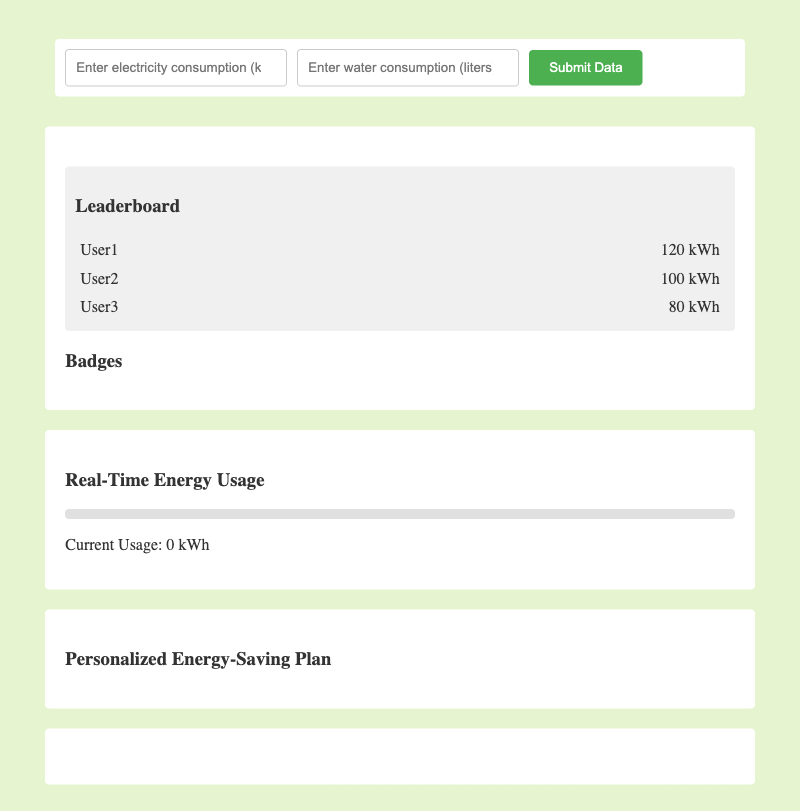 Enter electricity consumption (k
Enter water consumption (liters
Submit Data
Leaderboard
User1 120 kWh
User2 100 kWh
User3 80 kWh
Badges
Real-Time Energy Usage
Current Usage: 0 kWh
Personalized Energy-Saving Plan